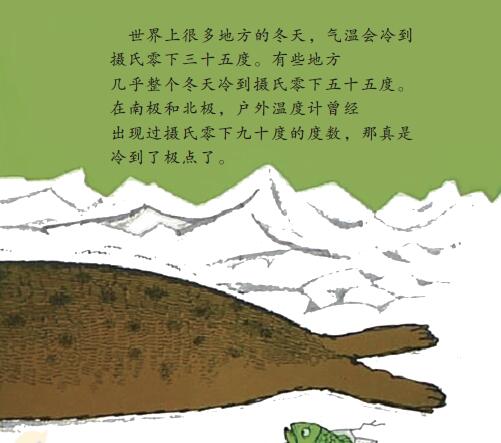 世界上很多地方的冬天，气温会冷到
摄氏零下三十五度。有些地方
几乎整个冬天冷到摄氏零下五十五度。
在南极和北极，户外温度计曾经
出现过摄氏零下九十度的度数，那真是
冷到了极点了。